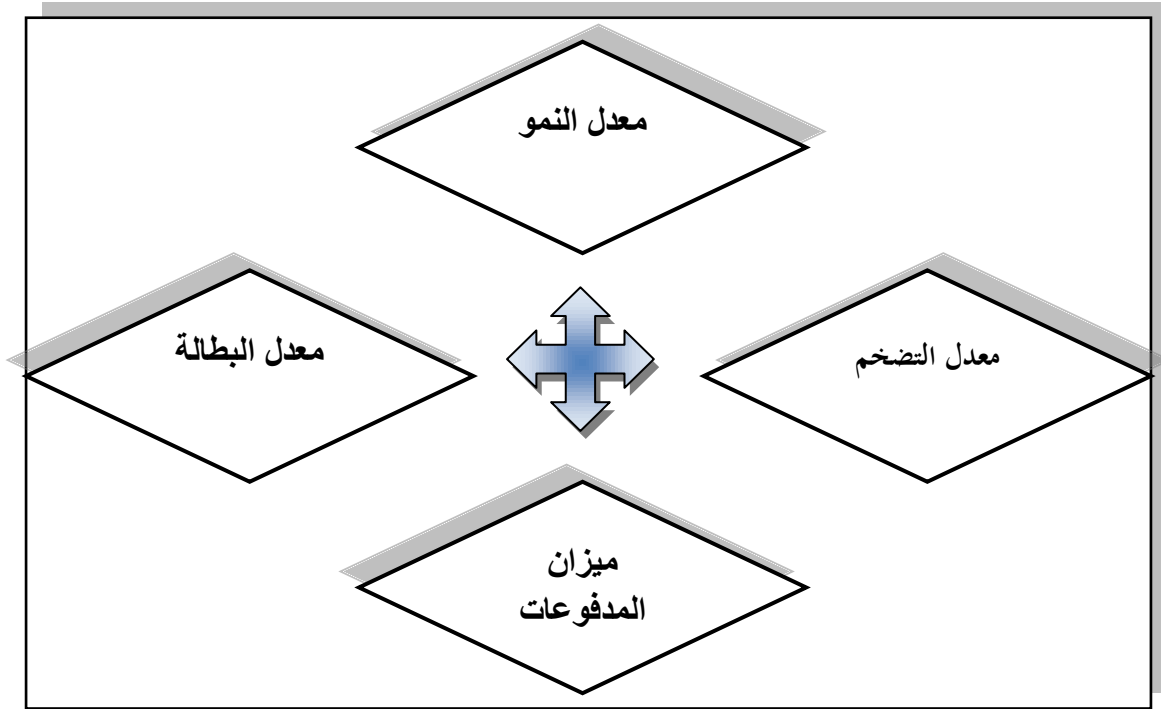 معدل النمو
معدل التضخم
معدل البطالة
ميزان
المدفوعات